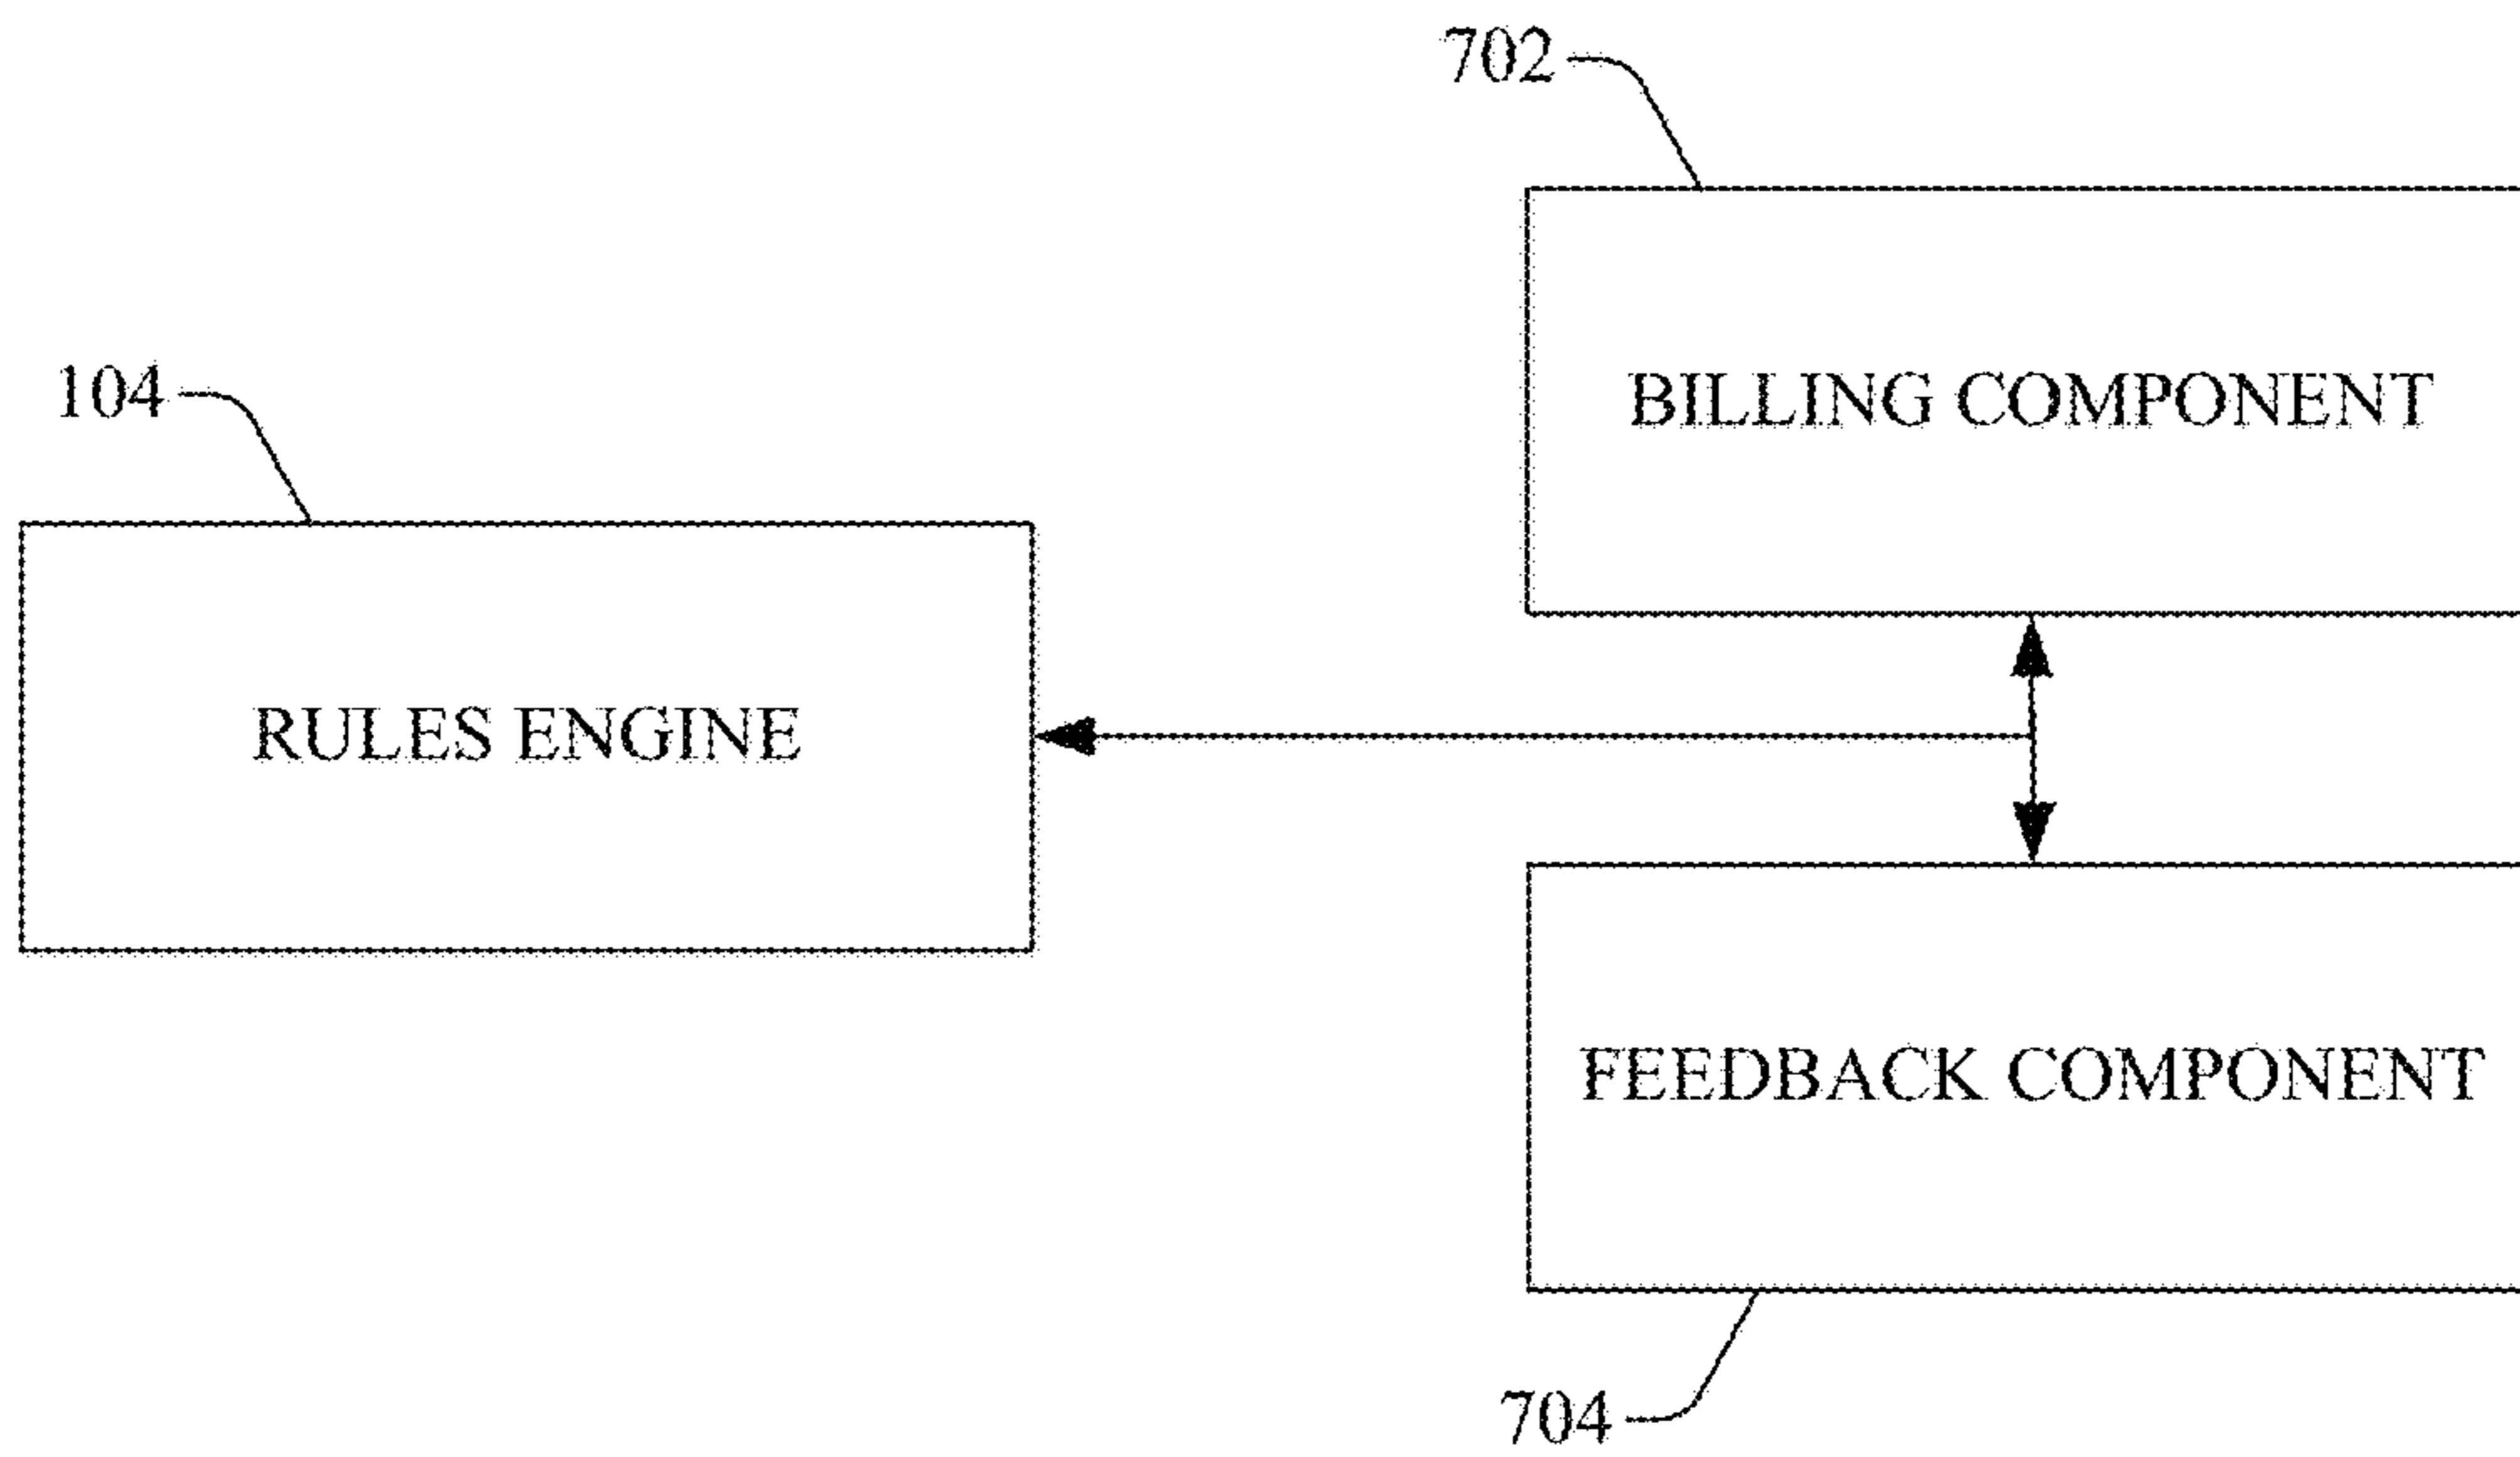 702
BILLING COMPONENT
104
RULES ENGINE
FEEDBACK COMPONENT
704